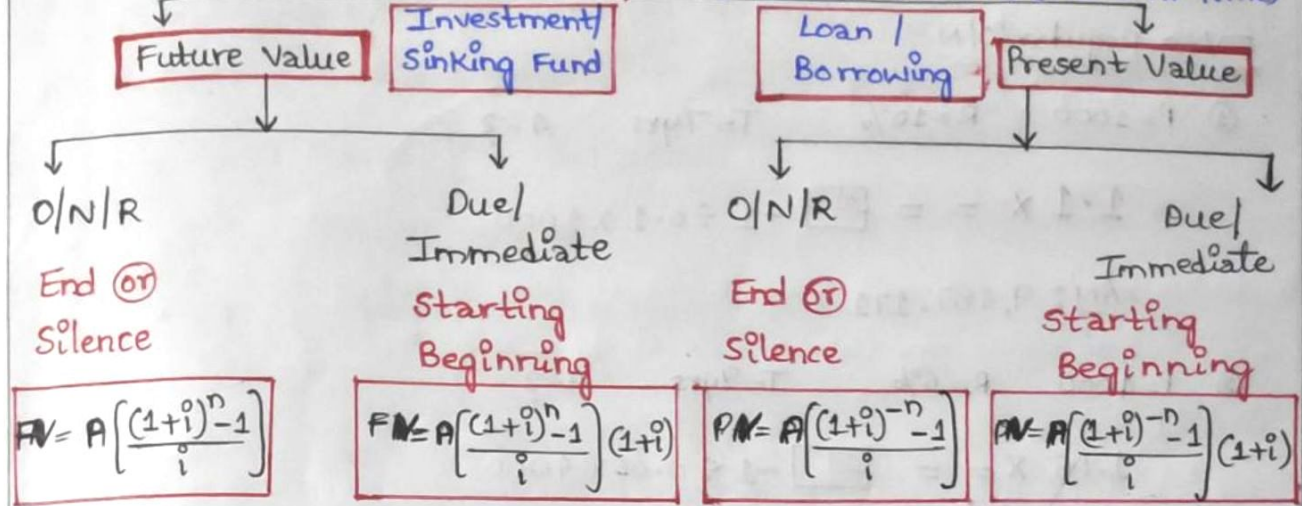 Future Value
Investment/
Sinking Fund
Loan /
Borrowing
Present Value
O/N/R
Due/
Immediate
O/N/R
Due/
Immediate
End or
Silence
Starting
Beginning
End or
Silence
Starting
Beginning
FV= A[((1+i)^n-1)/i]
FV= A[((1+i)^n-1)/i](1+i)
PV= A[((1+i)^-n-1)/i]
PV= A[((1+i)^-n-1)/i](1+i)